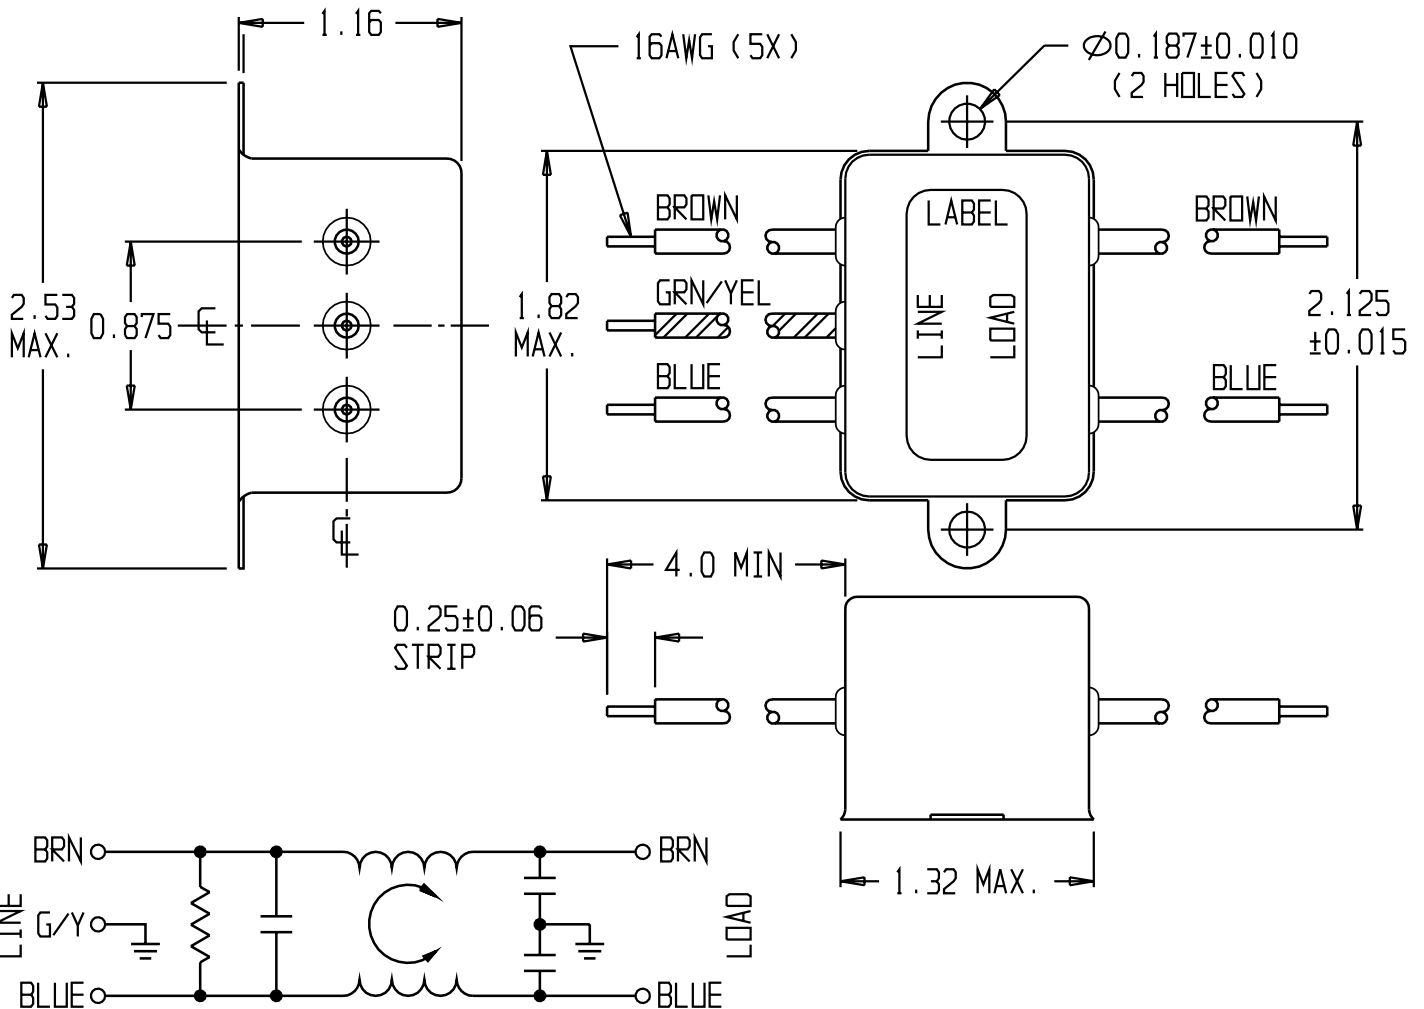 1.16
16AWG (5X)
Ø0.187±0.010
(2 HOLES)
BROWN
LABEL
BROWN
2.53
MAX.
0.875
℄
GRN/YEL
1.82
MAX.
LINE
LOAD
2.125
±0.015
BLUE
BLUE
℄
4.0 MIN
0.25±0.06
STRIP
1.32 MAX.
BRN
BRN
LINE
G/Y
LOAD
BLUE
BLUE